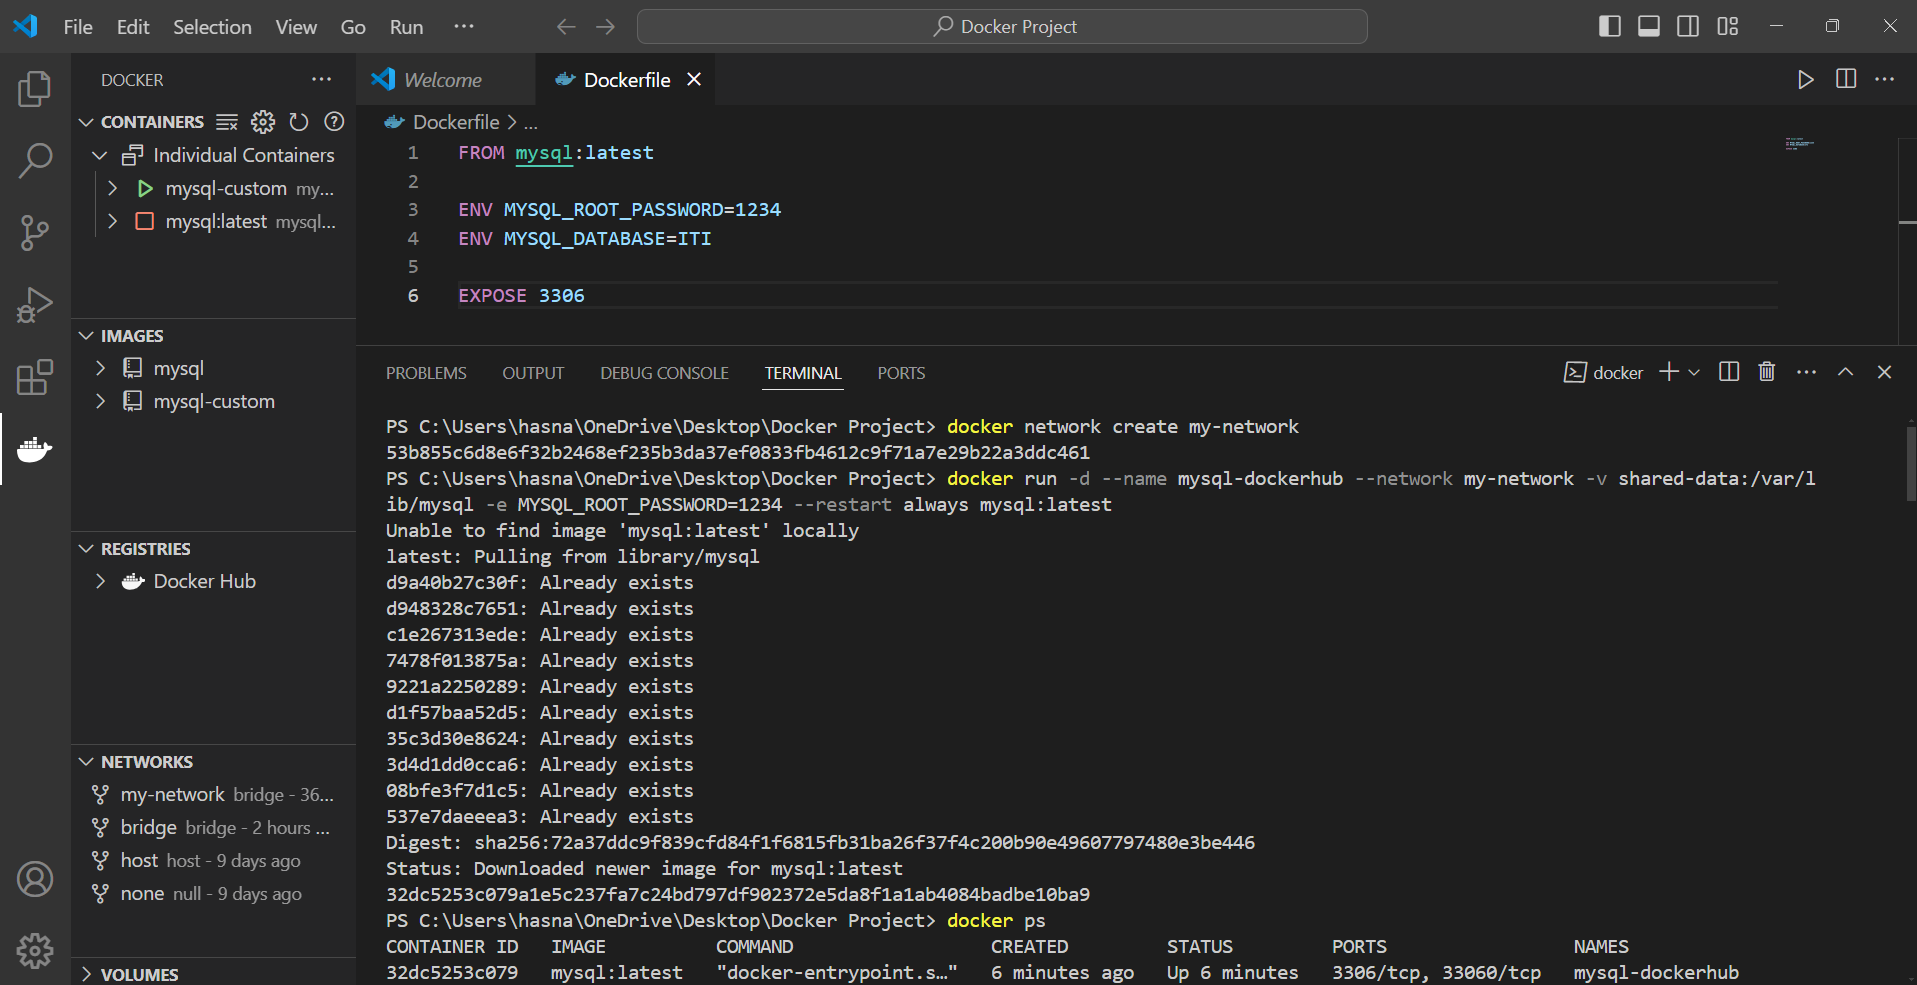 File Edit Selection View Go Run ···
Docker Project
DOCKER ···
CONTAINERS
Individual Containers
mysql-custom my...
mysql:latest mysql...
IMAGES
mysql
mysql-custom
REGISTRIES
Docker Hub
NETWORKS
my-network bridge - 36...
bridge bridge - 2 hours ...
host host - 9 days ago
none null - 9 days ago
VOLUMES
Welcome Dockerfile
Dockerfile > ...
1 FROM mysql:latest
2
3 ENV MYSQL_ROOT_PASSWORD=1234
4 ENV MYSQL_DATABASE=ITI
5
6 EXPOSE 3306
PROBLEMS OUTPUT DEBUG CONSOLE TERMINAL PORTS
docker
PS C:\Users\hasna\OneDrive\Desktop\Docker Project> docker network create my-network
53b855c6d8e6f32b2468ef235b3da37ef0833fb4612c9f71a7e29b22a3ddc461
PS C:\Users\hasna\OneDrive\Desktop\Docker Project> docker run -d --name mysql-dockerhub --network my-network -v shared-data:/var/l
ib/mysql -e MYSQL_ROOT_PASSWORD=1234 --restart always mysql:latest
Unable to find image 'mysql:latest' locally
latest: Pulling from library/mysql
d9a40b27c30f: Already exists
d948328c7651: Already exists
c1e267313ede: Already exists
7478f013875a: Already exists
9221a2250289: Already exists
d1f57baa52d5: Already exists
35c3d30e8624: Already exists
3d4d1dd0cca6: Already exists
08bfe3f7d1c5: Already exists
537e7daeeea3: Already exists
Digest: sha256:72a37ddc9f839cfd84f1f6815fb31ba26f37f4c200b90e49607797480e3be446
Status: Downloaded newer image for mysql:latest
32dc5253c079a1e5c237fa7c24bd797df902372e5da8f1a1ab4084badbe10ba9
PS C:\Users\hasna\OneDrive\Desktop\Docker Project> docker ps
CONTAINER ID IMAGE COMMAND CREATED STATUS PORTS NAMES
32dc5253c079 mysql:latest "docker-entrypoint.s…" 6 minutes ago Up 6 minutes 3306/tcp, 33060/tcp mysql-dockerhub